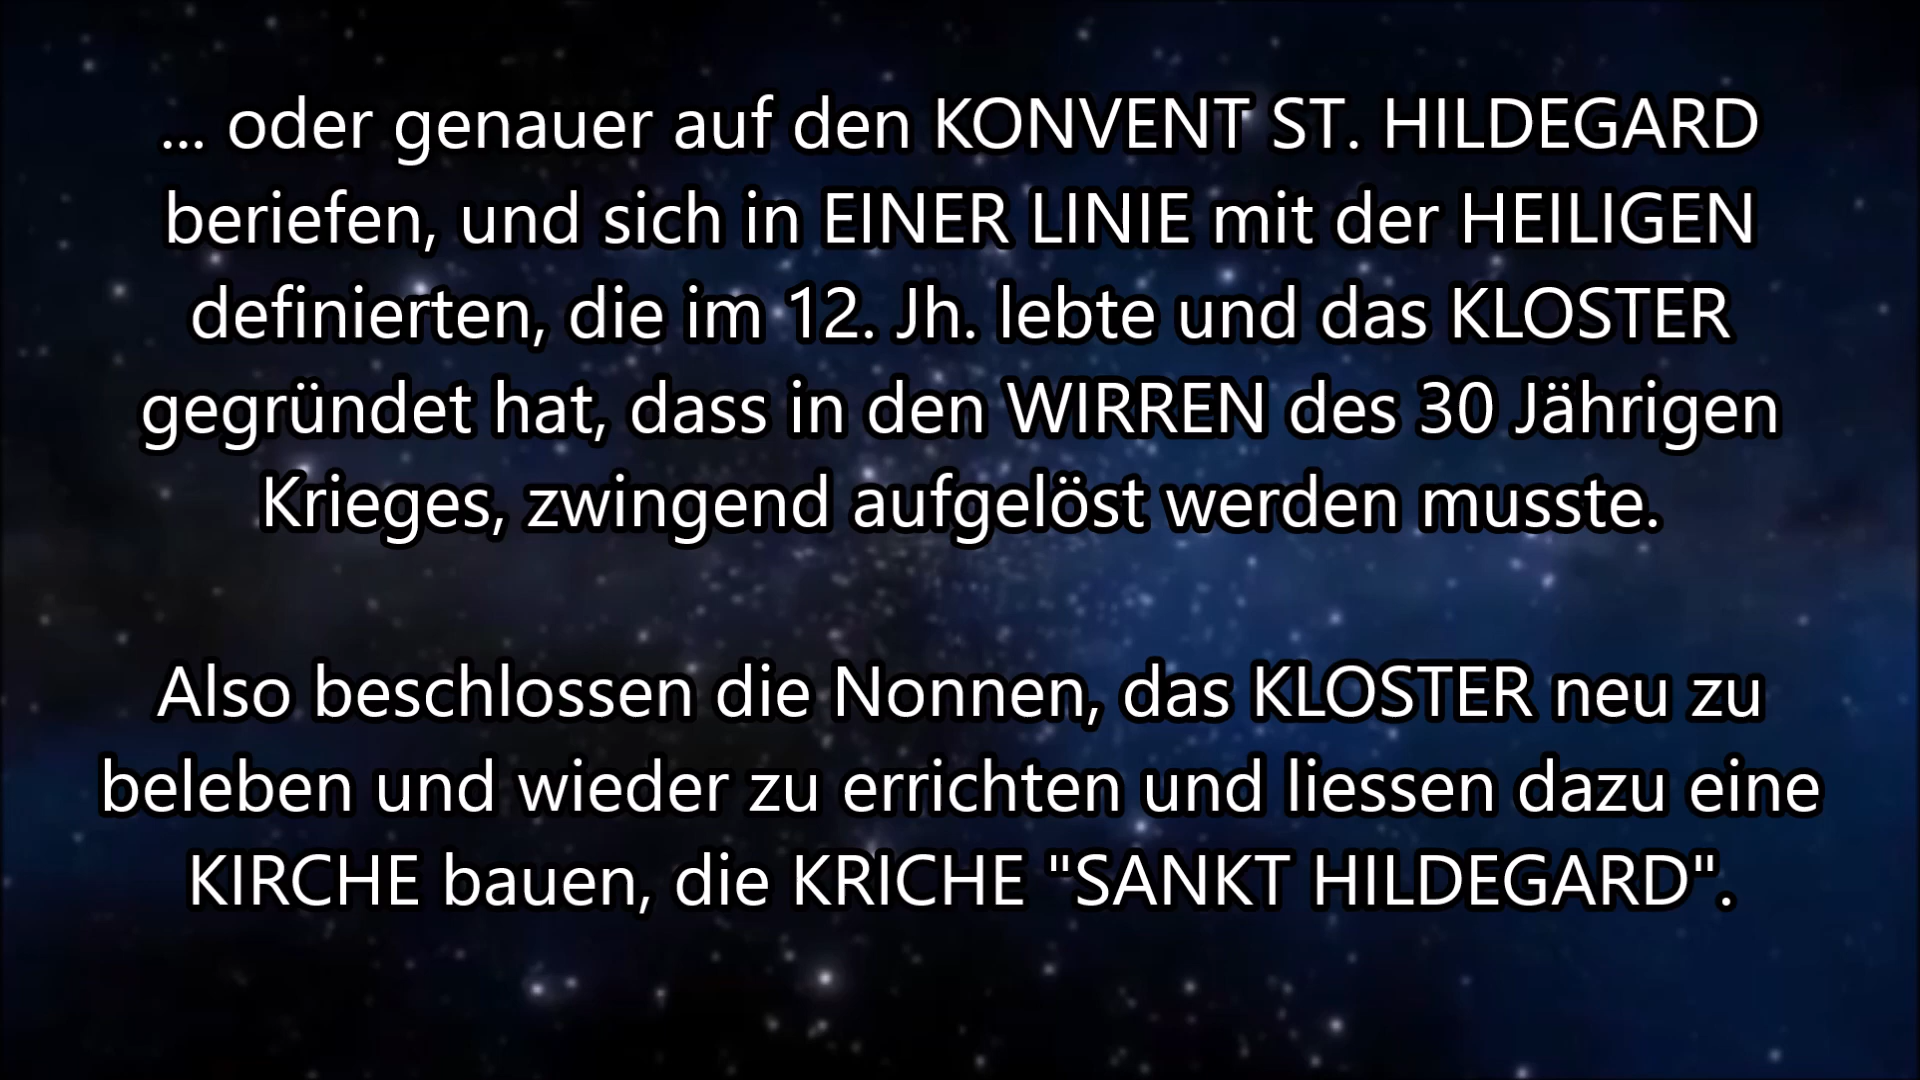 ... oder genauer auf den KONVENT ST. HILDEGARD
beriefen, und sich in EINER LINIE mit der HEILIGEN
definierten, die im 12. Jh. lebte und das KLOSTER
gegründet hat, dass in den WIRREN des 30 Jährigen
Krieges, zwingend aufgelöst werden musste.
Also beschlossen die Nonnen, das KLOSTER neu zu
beleben und wieder zu errichten und liessen dazu eine
KIRCHE bauen, die KRICHE "SANKT HILDEGARD".